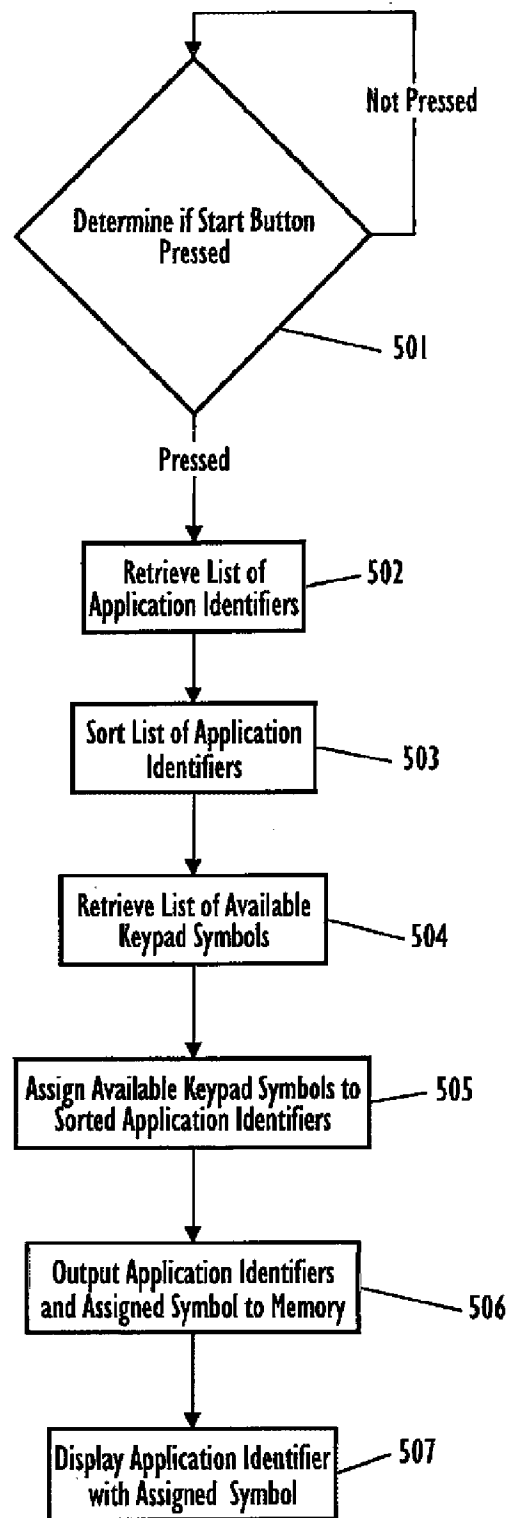 Not Pressed
Determine if Start Button
Pressed
501
Pressed
Retrieve List of
Application Identifiers
502
Sort List of Application
Identifiers
503
Retrieve List of Available
Keypad Symbols
504
Assign Available Keypad Symbols to
Sorted Application Identifiers
505
Output Application Identifiers
and Assigned Symbol to Memory
506
Display Application Identifier
with Assigned Symbol
507